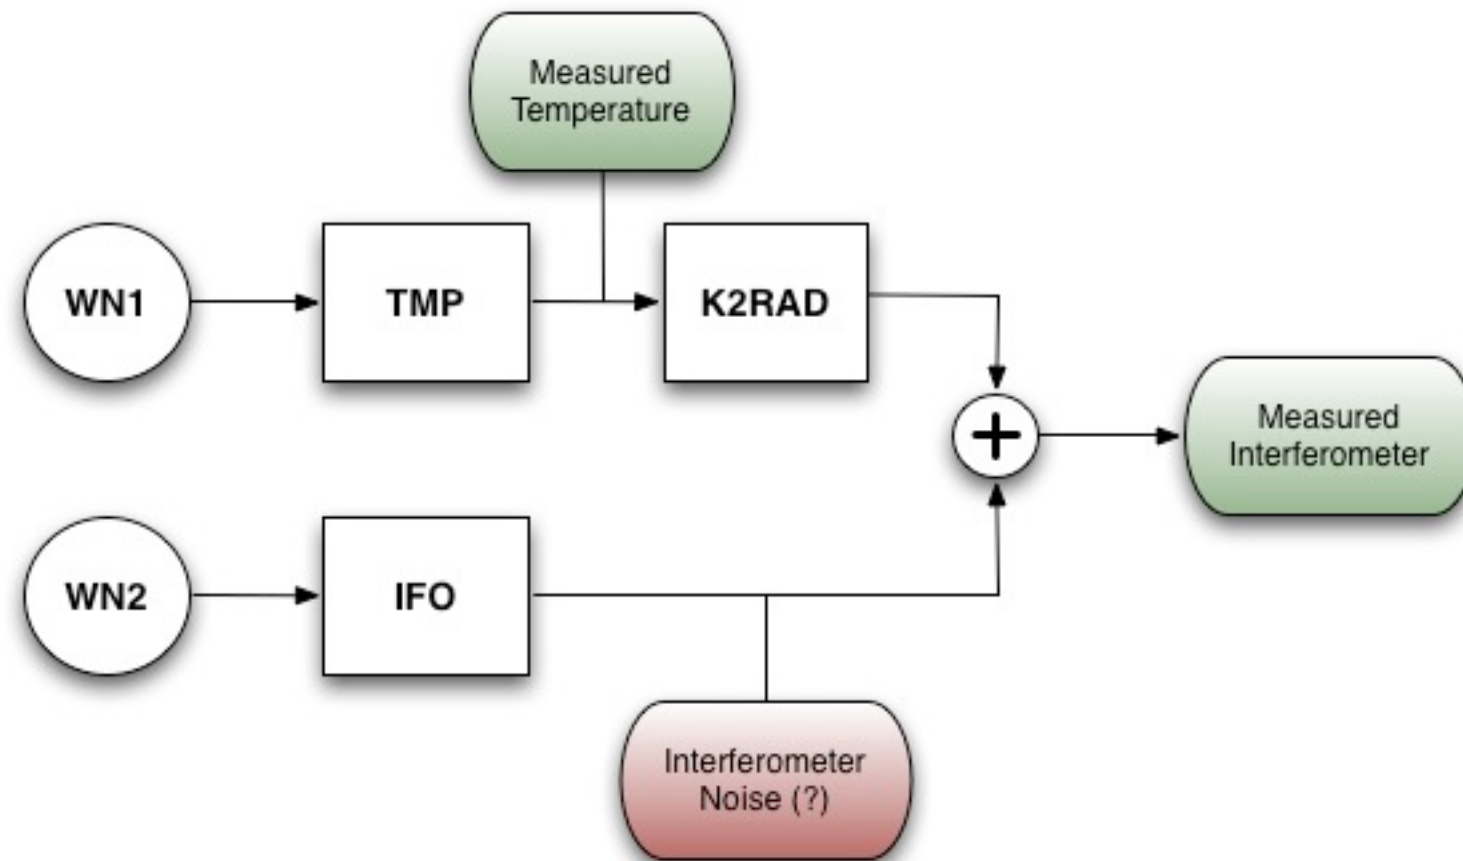 Measured
Temperature
WN1
TMP
K2RAD
+
Measured
Interferometer
WN2
IFO
Interferometer
Noise (?)